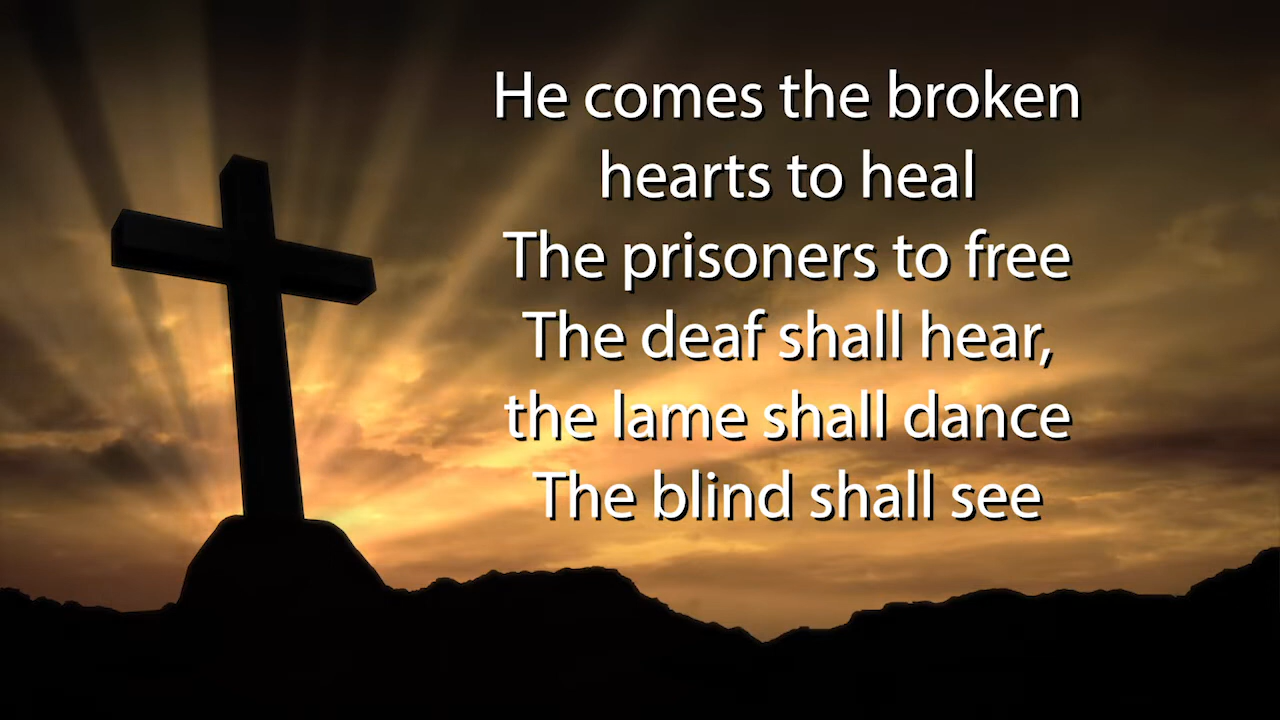 He comes the broken
hearts to heal
The prisoners to free
The deaf shall hear,
the lame shall dance
The blind shall see